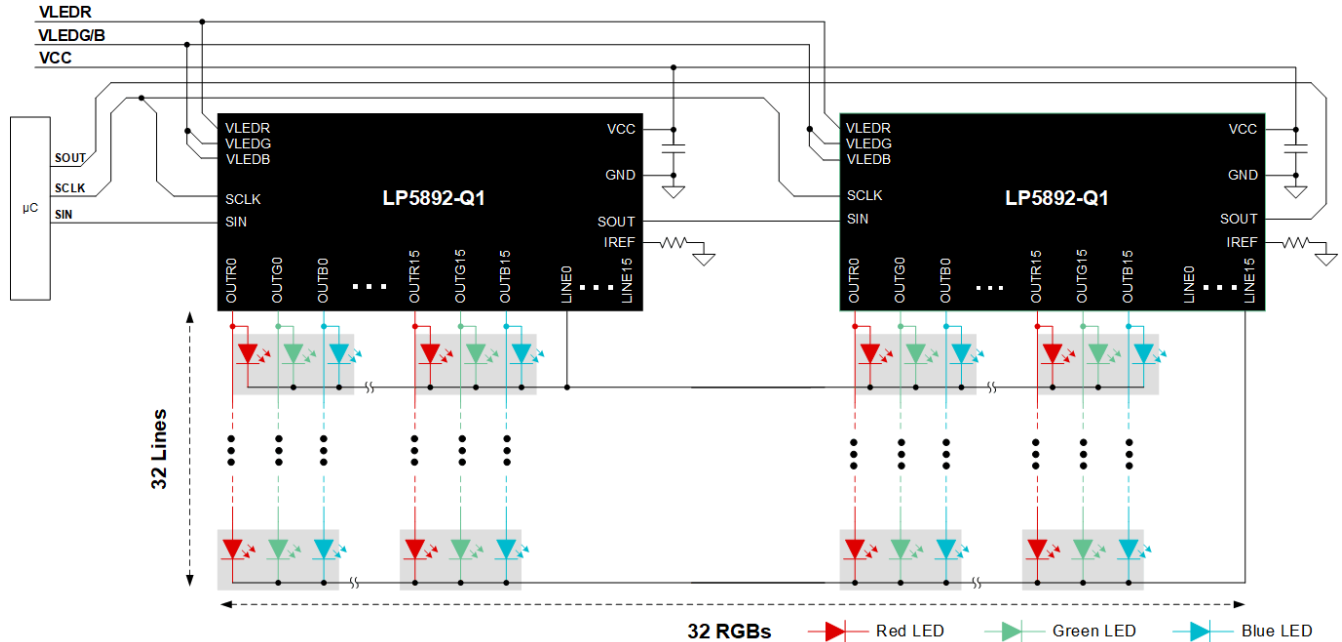 VLEDR
VLEDG/B
VCC
µC
SOUT
SCLK
SIN
VLEDR
VLEDG
VLEDB
SCLK
SIN
LP5892-Q1
VCC
GND
SOUT
IREF
OUTR0
OUTG0
OUTB0
OUTR15
OUTG15
OUTB15
LINE0
LINE15
VLEDR
VLEDG
VLEDB
SCLK
SIN
LP5892-Q1
VCC
GND
SOUT
IREF
OUTR0
OUTG0
OUTB0
OUTR15
OUTG15
OUTB15
LINE0
LINE15
32 Lines
32 RGBs
Red LED
Green LED
Blue LED